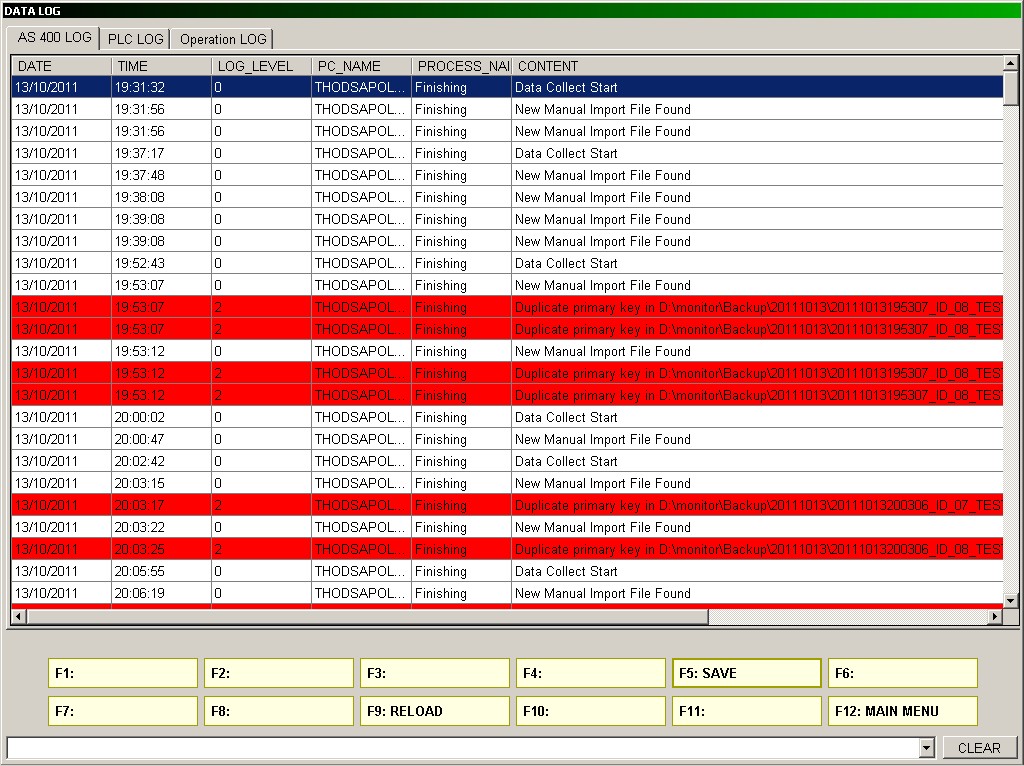 DATA LOG
AS 400 LOG PLC LOG Operation LOG
DATE TIME LOG_LEVEL PC_NAME PROCESS_NAI CONTENT
13/10/2011 19:31:32 0 THODSAPOL... Finishing Data Collect Start
13/10/2011 19:31:56 0 THODSAPOL... Finishing New Manual Import File Found
13/10/2011 19:31:56 0 THODSAPOL... Finishing New Manual Import File Found
13/10/2011 19:37:17 0 THODSAPOL... Finishing Data Collect Start
13/10/2011 19:37:48 0 THODSAPOL... Finishing New Manual Import File Found
13/10/2011 19:38:08 0 THODSAPOL... Finishing New Manual Import File Found
13/10/2011 19:39:08 0 THODSAPOL... Finishing New Manual Import File Found
13/10/2011 19:39:08 0 THODSAPOL... Finishing New Manual Import File Found
13/10/2011 19:52:43 0 THODSAPOL... Finishing Data Collect Start
13/10/2011 19:53:07 0 THODSAPOL... Finishing New Manual Import File Found
13/10/2011 19:53:07 2 THODSAPOL... Finishing Duplicate primary key in D:\monitor\Backup\20111013\20111013195307_ID_08_TES
13/10/2011 19:53:07 2 THODSAPOL... Finishing Duplicate primary key in D:\monitor\Backup\20111013\20111013195307_ID_08_TES
13/10/2011 19:53:12 0 THODSAPOL... Finishing New Manual Import File Found
13/10/2011 19:53:12 2 THODSAPOL... Finishing Duplicate primary key in D:\monitor\Backup\20111013\20111013195307_ID_08_TES
13/10/2011 19:53:12 2 THODSAPOL... Finishing Duplicate primary key in D:\monitor\Backup\20111013\20111013195307_ID_08_TES
13/10/2011 20:00:02 0 THODSAPOL... Finishing Data Collect Start
13/10/2011 20:00:47 0 THODSAPOL... Finishing New Manual Import File Found
13/10/2011 20:02:42 0 THODSAPOL... Finishing Data Collect Start
13/10/2011 20:03:15 0 THODSAPOL... Finishing New Manual Import File Found
13/10/2011 20:03:17 2 THODSAPOL... Finishing Duplicate primary key in D:\monitor\Backup\20111013\20111013200306_ID_07_TES
13/10/2011 20:03:22 0 THODSAPOL... Finishing New Manual Import File Found
13/10/2011 20:03:25 2 THODSAPOL... Finishing Duplicate primary key in D:\monitor\Backup\20111013\20111013200306_ID_08_TES
13/10/2011 20:05:55 0 THODSAPOL... Finishing Data Collect Start
13/10/2011 20:06:19 0 THODSAPOL... Finishing New Manual Import File Found
F1: F2: F3: F4: F5: SAVE F6:
F7: F8: F9: RELOAD F10: F11: F12: MAIN MENU
CLEAR